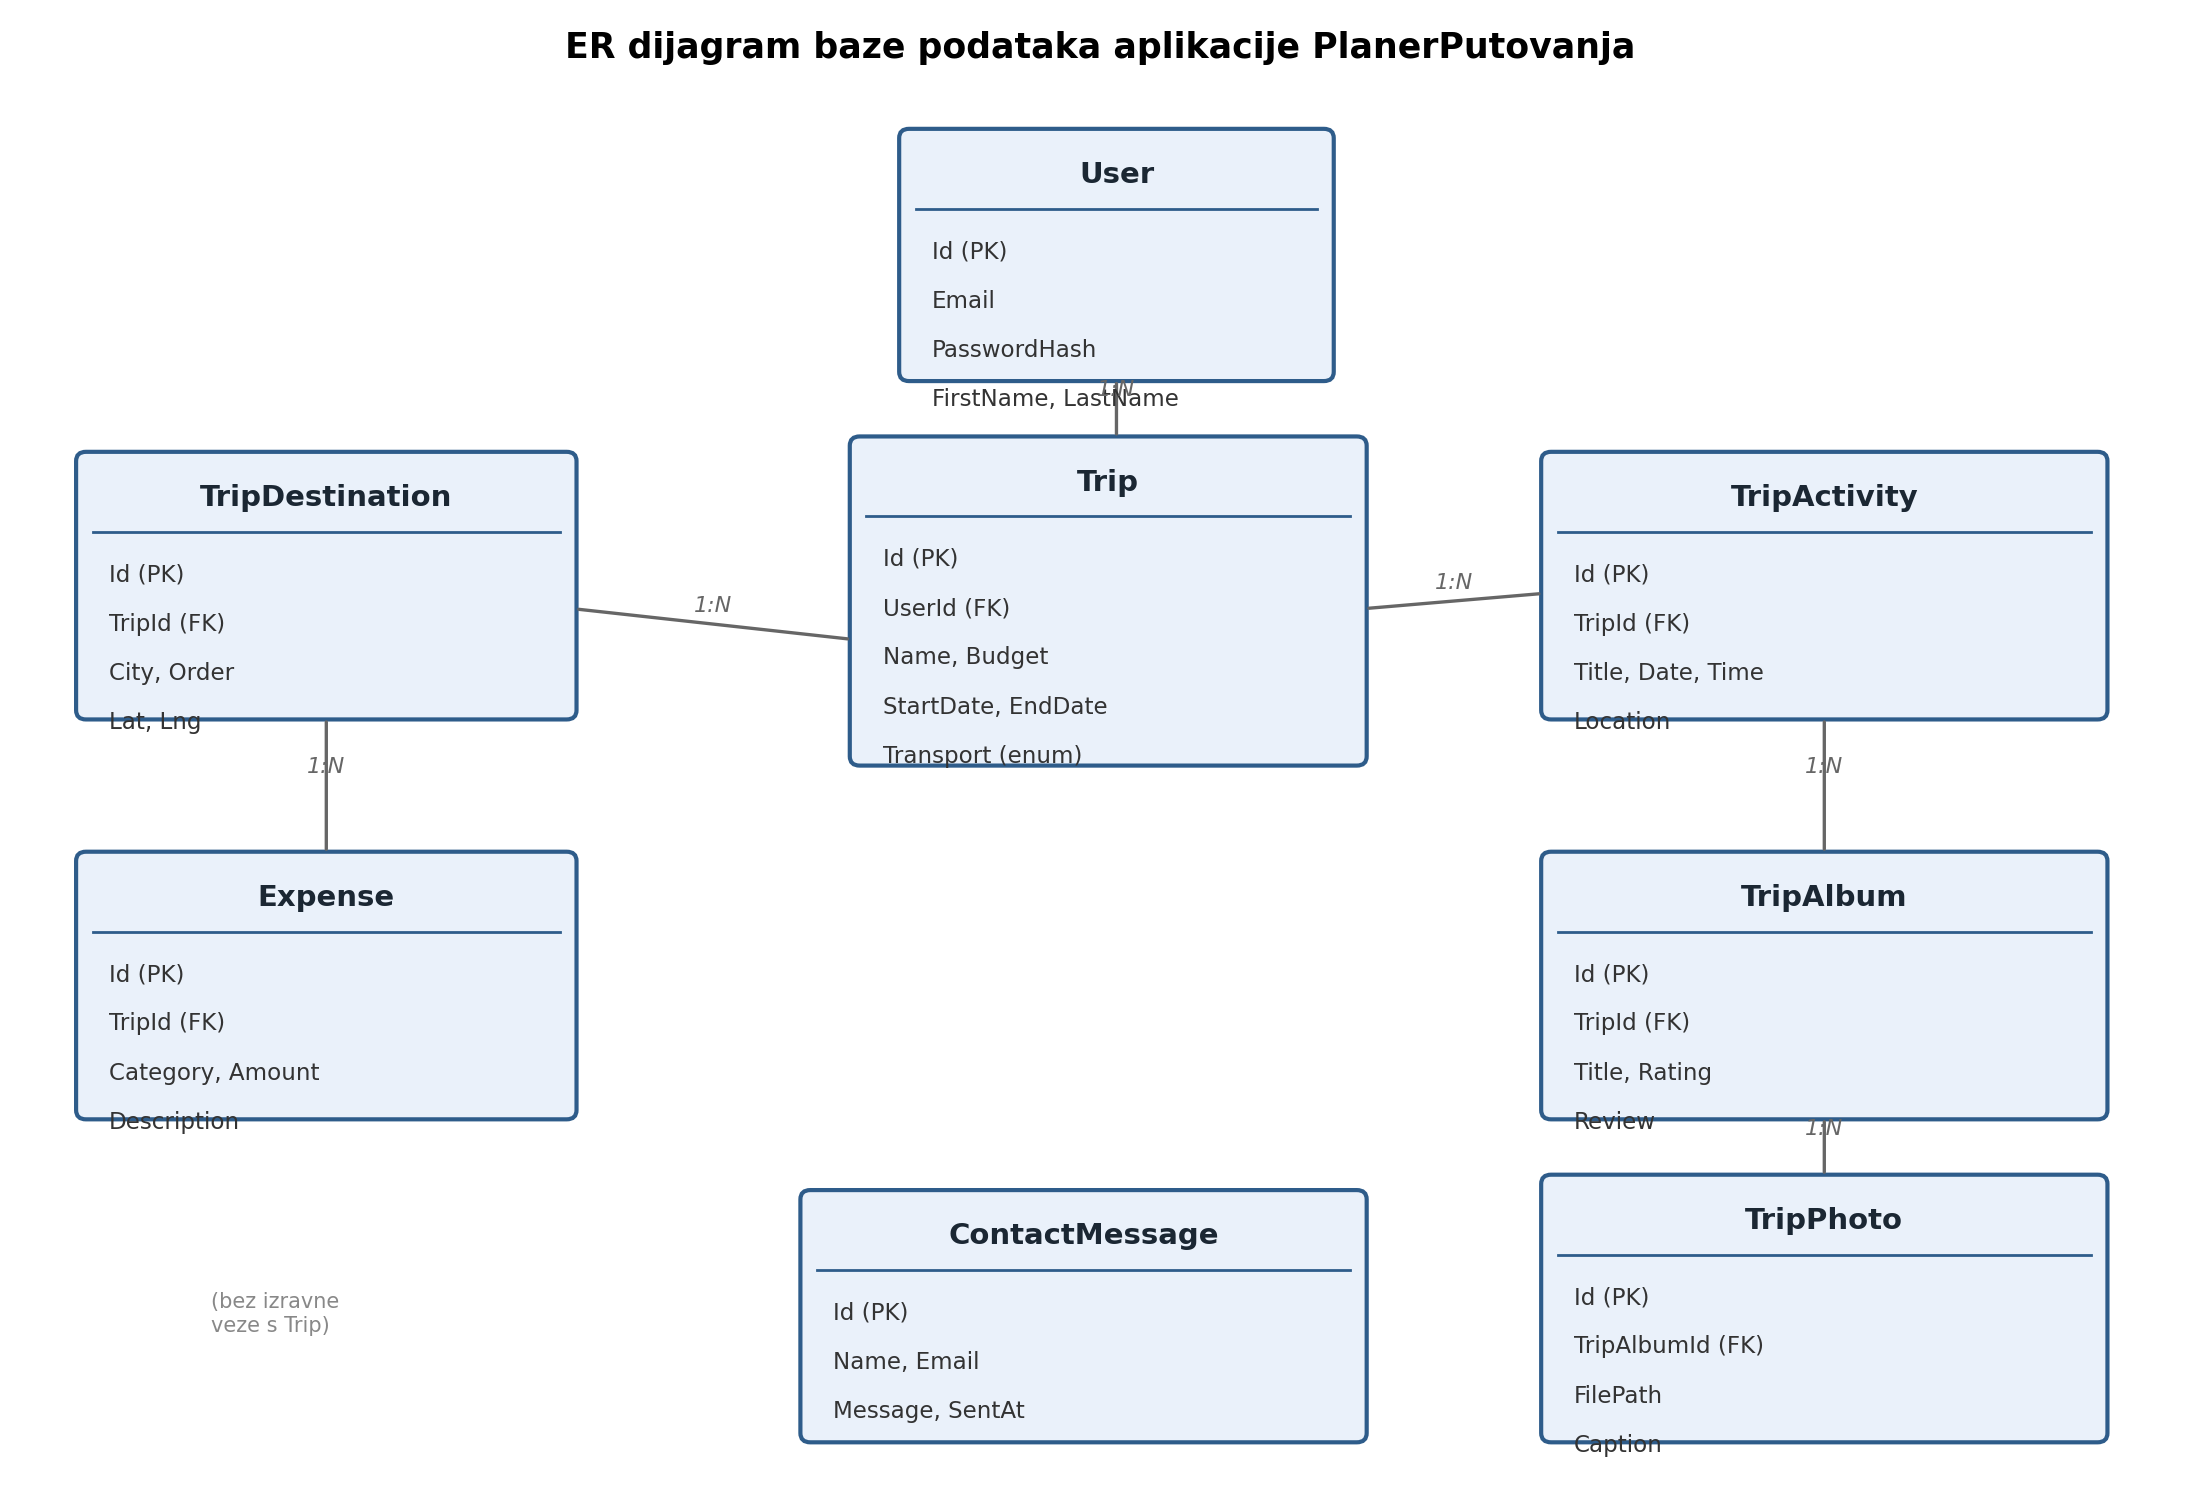 ER dijagram baze podataka aplikacije PlanerPutovanja
User
Id (PK)
Email
PasswordHash
FirstName, LastName
1:N
TripDestination
Id (PK)
TripId (FK)
City, Order
Lat, Lng
1:N
Trip
Id (PK)
UserId (FK)
Name, Budget
StartDate, EndDate
Transport (enum)
1:N
TripActivity
Id (PK)
TripId (FK)
Title, Date, Time
Location
1:N
1:N
Expense
Id (PK)
TripId (FK)
Category, Amount
Description
TripAlbum
Id (PK)
TripId (FK)
Title, Rating
Review
1:N
(bez izravne
veze s Trip)
ContactMessage
Id (PK)
Name, Email
Message, SentAt
TripPhoto
Id (PK)
TripAlbumId (FK)
FilePath
Caption